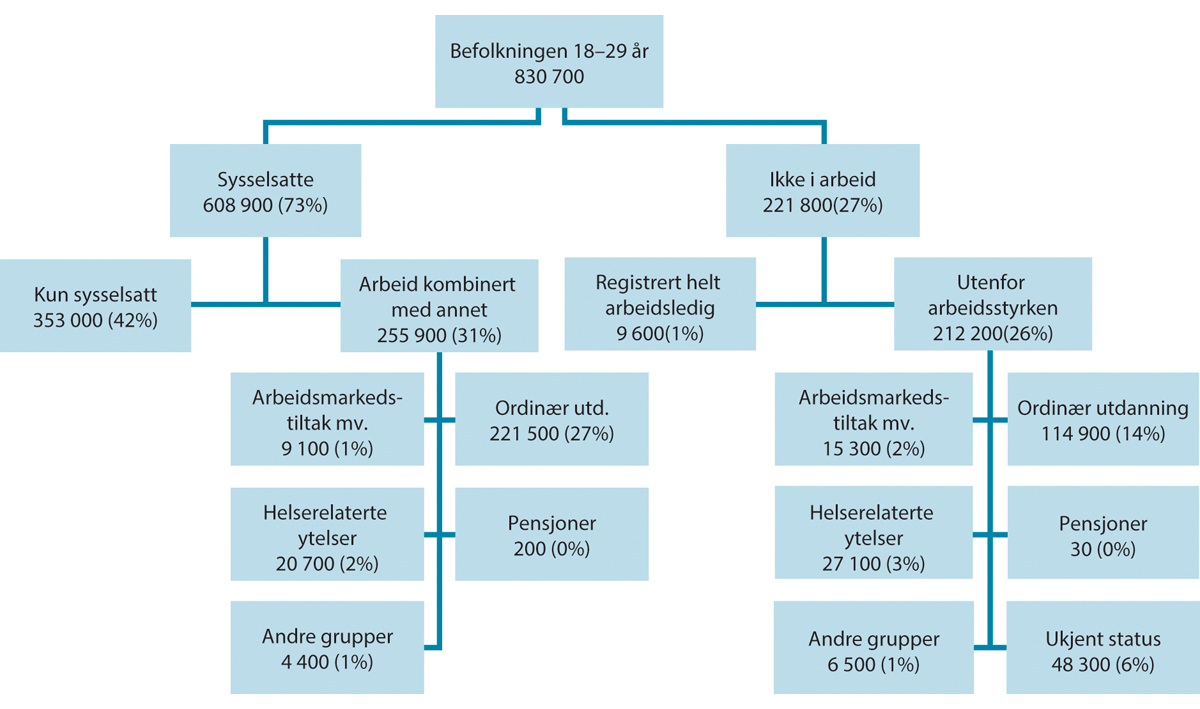 Befolkningen 18–29 år
830 700
Sysselsatte
608 900 (73%)
Ikke i arbeid
221 800(27%)
Kun sysselsatt
353 000 (42%)
Arbeid kombinert
med annet
255 900 (31%)
Registrert helt
arbeidsledig
9 600(1%)
Utenfor
arbeidsstyrken
212 200(26%)
Arbeidsmarkeds-
tiltak mv.
9 100 (1%)
Ordinær utd.
221 500 (27%)
Helserelaterte
ytelser
20 700 (2%)
Pensjoner
200 (0%)
Andre grupper
4 400 (1%)
Arbeidsmarkeds-
tiltak mv.
15 300 (2%)
Ordinær utdanning
114 900 (14%)
Helserelaterte
ytelser
27 100 (3%)
Pensjoner
30 (0%)
Andre grupper
6 500 (1%)
Ukjent status
48 300 (6%)